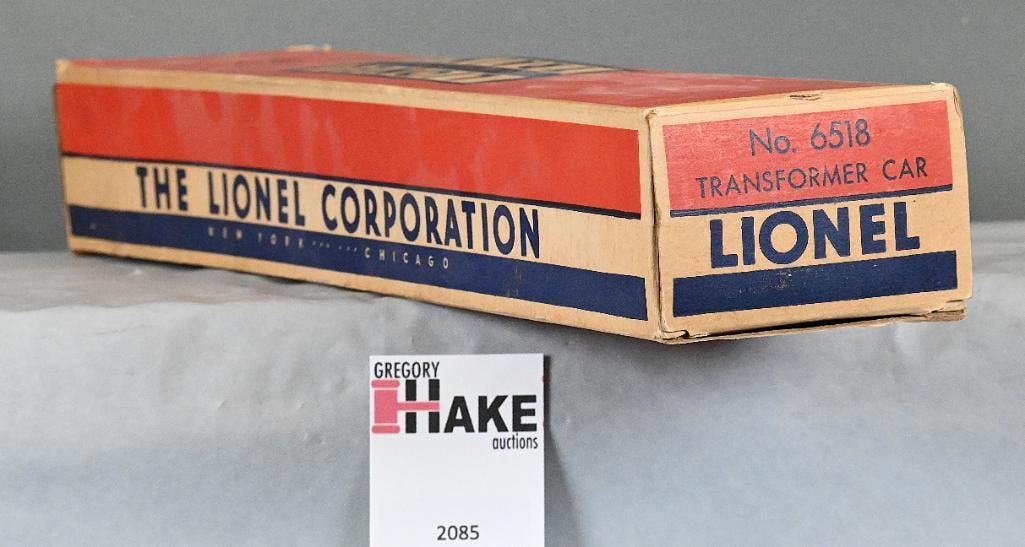 THE LIONEL CORPORATION
NEW YORK CHICAGO
No. 6518
TRANSFORMER CAR
LIONEL
GREGORY
HAKE
auctions
2085